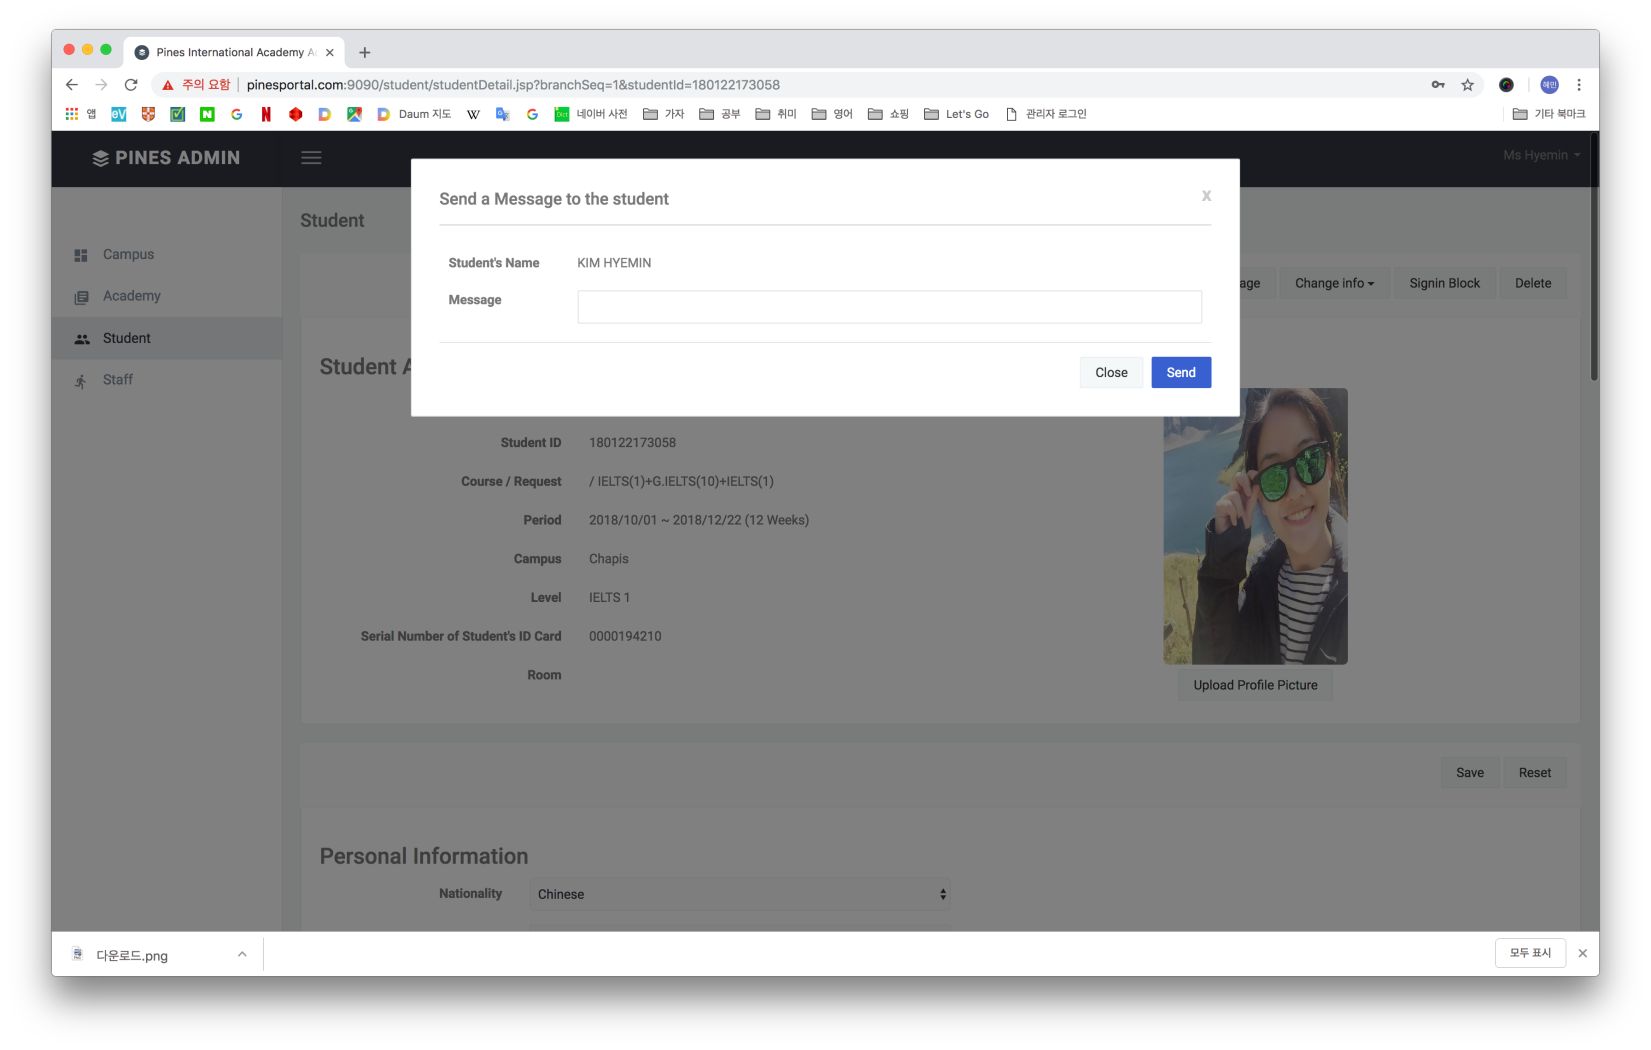 Pines International Academy A
주의 요함 pinesportal.com:9090/student/studentDetail.jsp?branchSeq=1&studentId=180122173058
혜민
앱 eV N G N D D Daum 지도 W G Dict 네이버 사전 가자 공부 취미 영어 쇼핑 Let's Go 관리자 로그인 기타 북마크
PINES ADMIN
Ms Hyemin
Send a Message to the student
X
Student's Name KIM HYEMIN
Message
Close Send
Student
Campus
Academy
Student
Staff
age Change info Signin Block Delete
Student A
Student ID 180122173058
Course / Request / IELTS(1)+G.IELTS(10)+IELTS(1)
Period 2018/10/01 ~ 2018/12/22 (12 Weeks)
Campus Chapis
Level IELTS 1
Serial Number of Student's ID Card 0000194210
Room
Upload Profile Picture
Save Reset
Personal Information
Nationality Chinese
다운로드.png
모두 표시